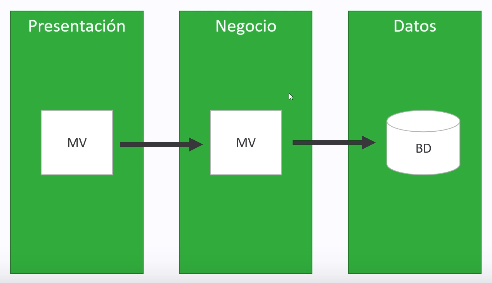 Presentación
Negocio
Datos
MV
MV
BD